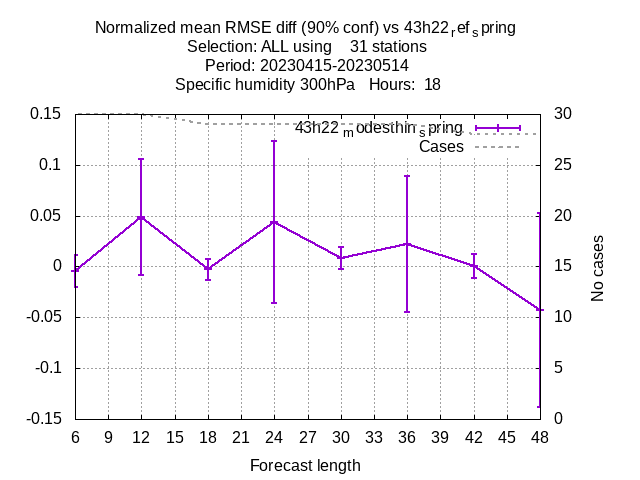 Normalized mean RMSE diff (90% conf) vs 43h22refspring
Selection: ALL using 31 stations
Period: 20230415-20230514
Specific humidity 300hPa Hours: 18
0.15
0.1
0.05
0
-0.05
-0.1
-0.15
43h22modesthinspring
Cases
30
25
20
15
10
5
0
No cases
6 9 12 15 18 21 24 27 30 33 36 39 42 45 48
Forecast length